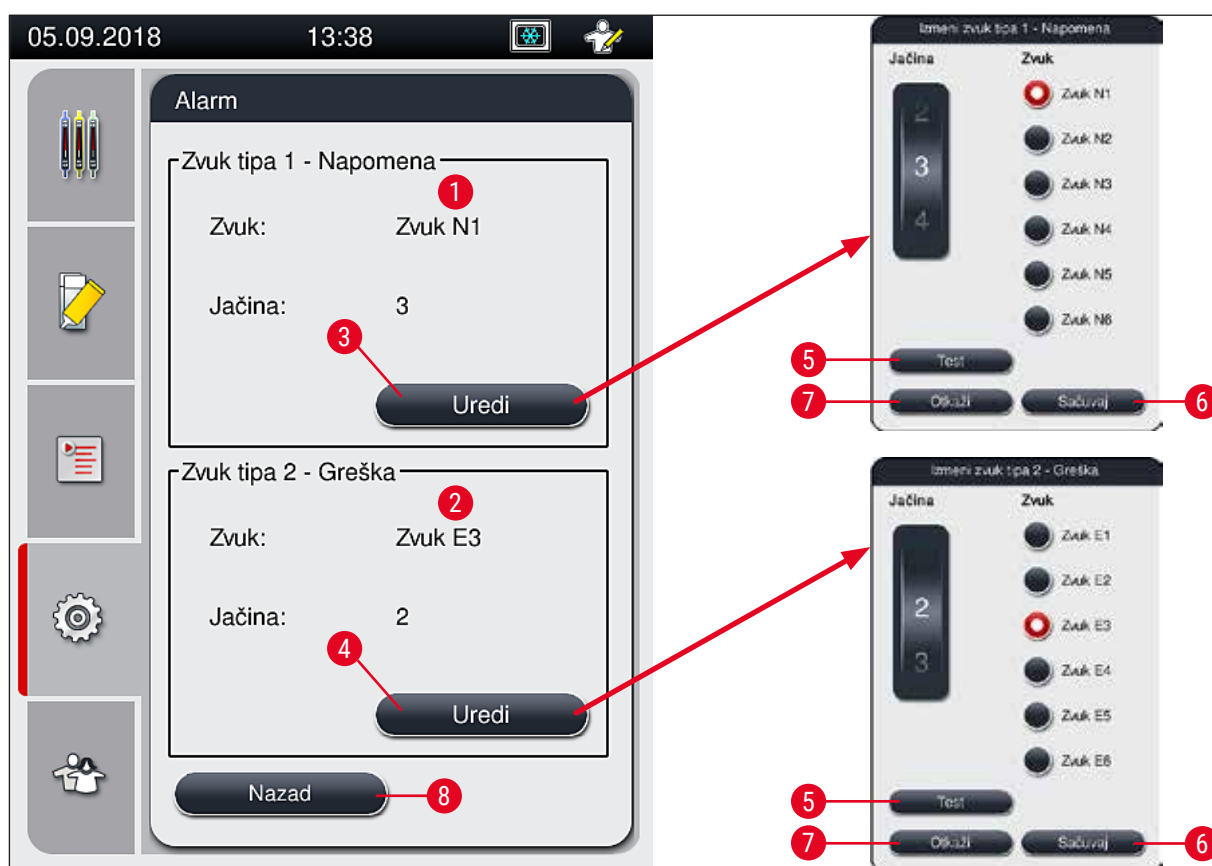 05.09.2018 13:38
Alarm
Zvuk tipa 1 - Napomena
1
Zvuk: Zvuk N1
Jačina: 3
3
Uredi
Zvuk tipa 2 - Greška
2
Zvuk: Zvuk E3
Jačina: 2
4
Uredi
Nazad 8
Izmeni zvuk tipa 1 - Napomena
Jačina Zvuk
2
3
4
Zvuk N1
Zvuk N2
Zvuk N3
Zvuk N4
Zvuk N5
Zvuk N6
5 Test
7 Otkaži Sačuvaj 6
Izmeni zvuk tipa 2 - Greška
Jačina Zvuk
2
3
Zvuk E1
Zvuk E2
Zvuk E3
Zvuk E4
Zvuk E5
Zvuk E6
5 Test
7 Otkaži Sačuvaj 6